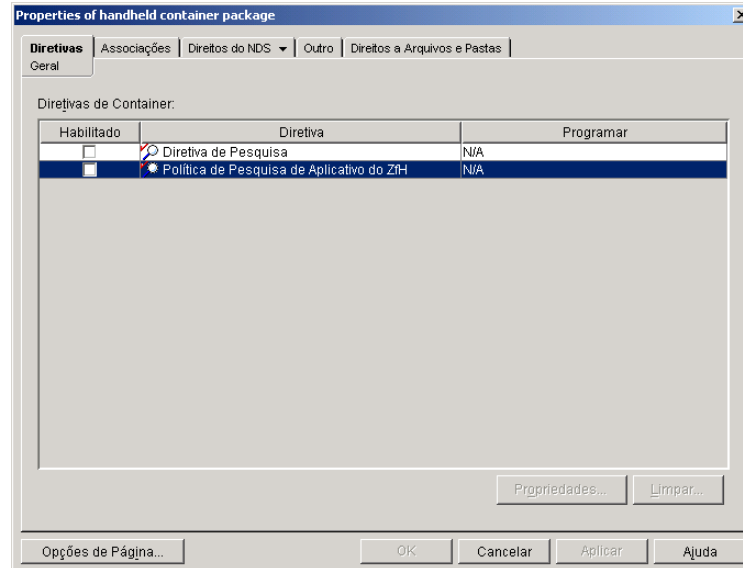 Properties of handheld container package
Diretivas Associações Direitos do NDS Outro Direitos a Arquivos e Pastas
Geral
Diretivas de Container:
Habilitado Diretiva Programar
Diretiva de Pesquisa N/A
Política de Pesquisa de Aplicativo do ZfH N/A
Propriedades... Limpar...
Opções de Página... OK Cancelar Aplicar Ajuda